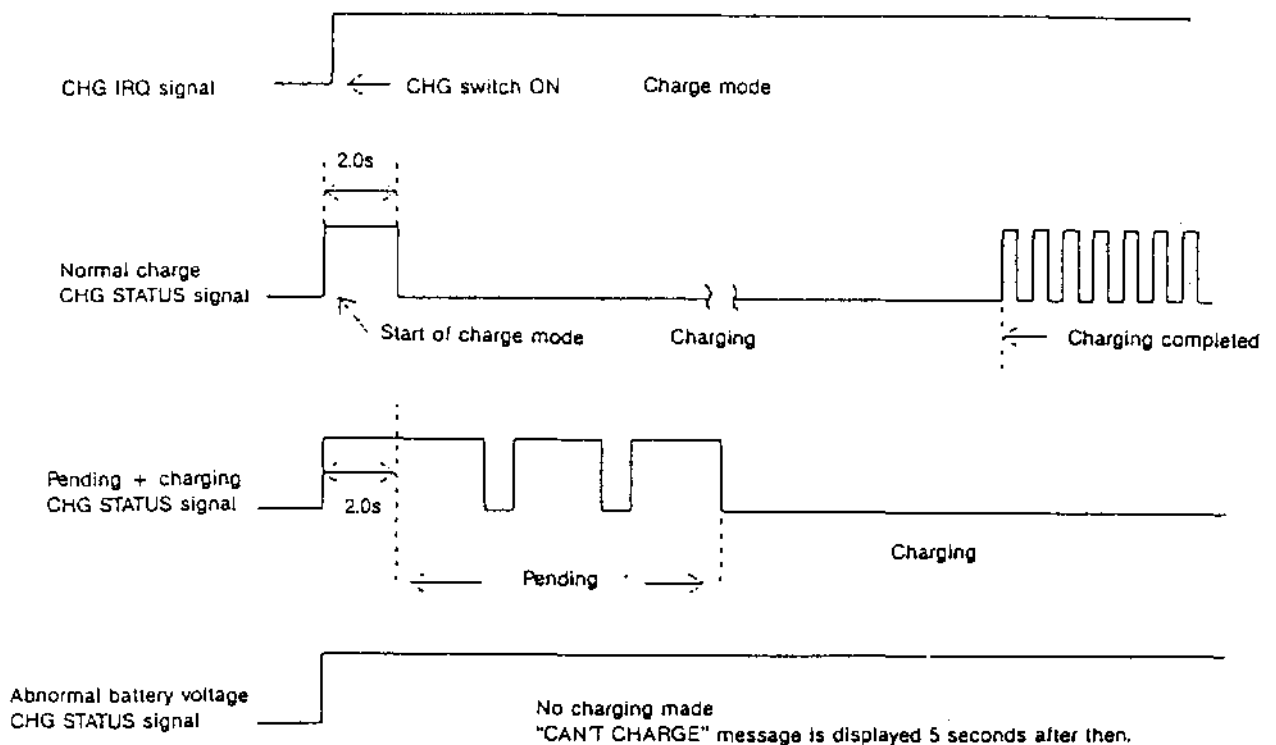 CHG IRQ signal
CHG switch ON
Charge mode
2.0s
Normal charge
CHG STATUS signal
Start of charge mode
Charging
Charging completed
Pending + charging
CHG STATUS signal
2.0s
Pending
Charging
Abnormal battery voltage
CHG STATUS signal
No charging made
"CAN'T CHARGE" message is displayed 5 seconds after then.